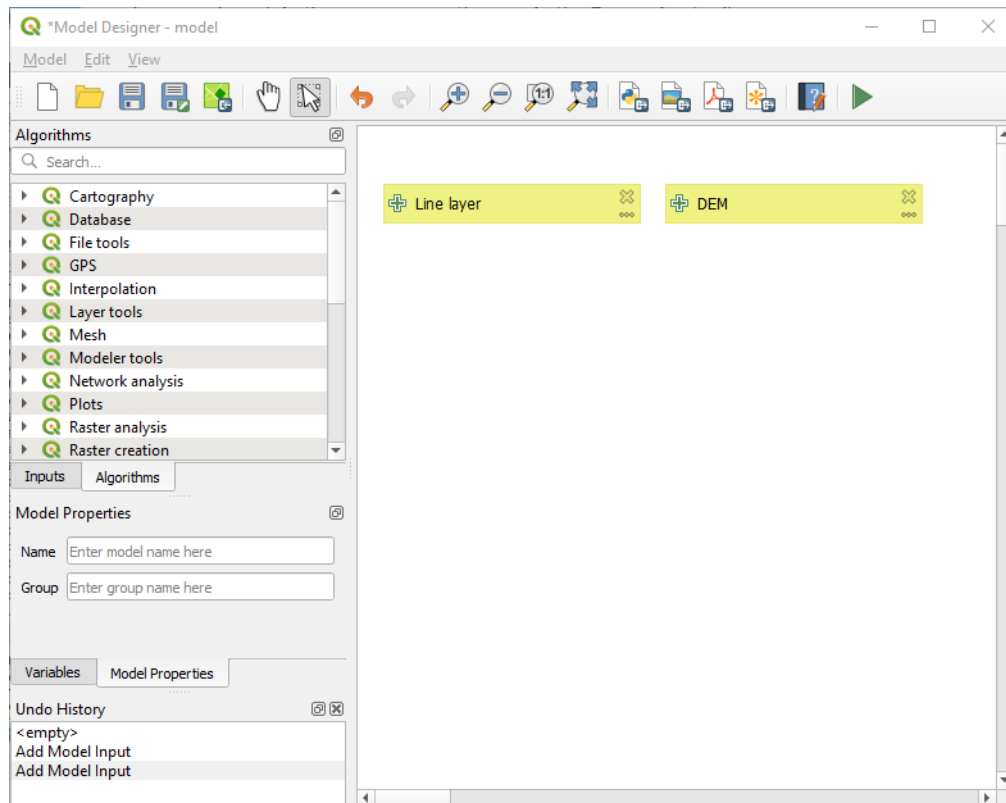 *Model Designer - model
Model Edit View
1:1
Algorithms
Search...
Line layer
DEM
Cartography
Database
File tools
GPS
Interpolation
Layer tools
Mesh
Modeler tools
Network analysis
Plots
Raster analysis
Raster creation
Inputs Algorithms
Model Properties
Name Enter model name here
Group Enter group name here
Variables Model Properties
Undo History
<empty>
Add Model Input
Add Model Input